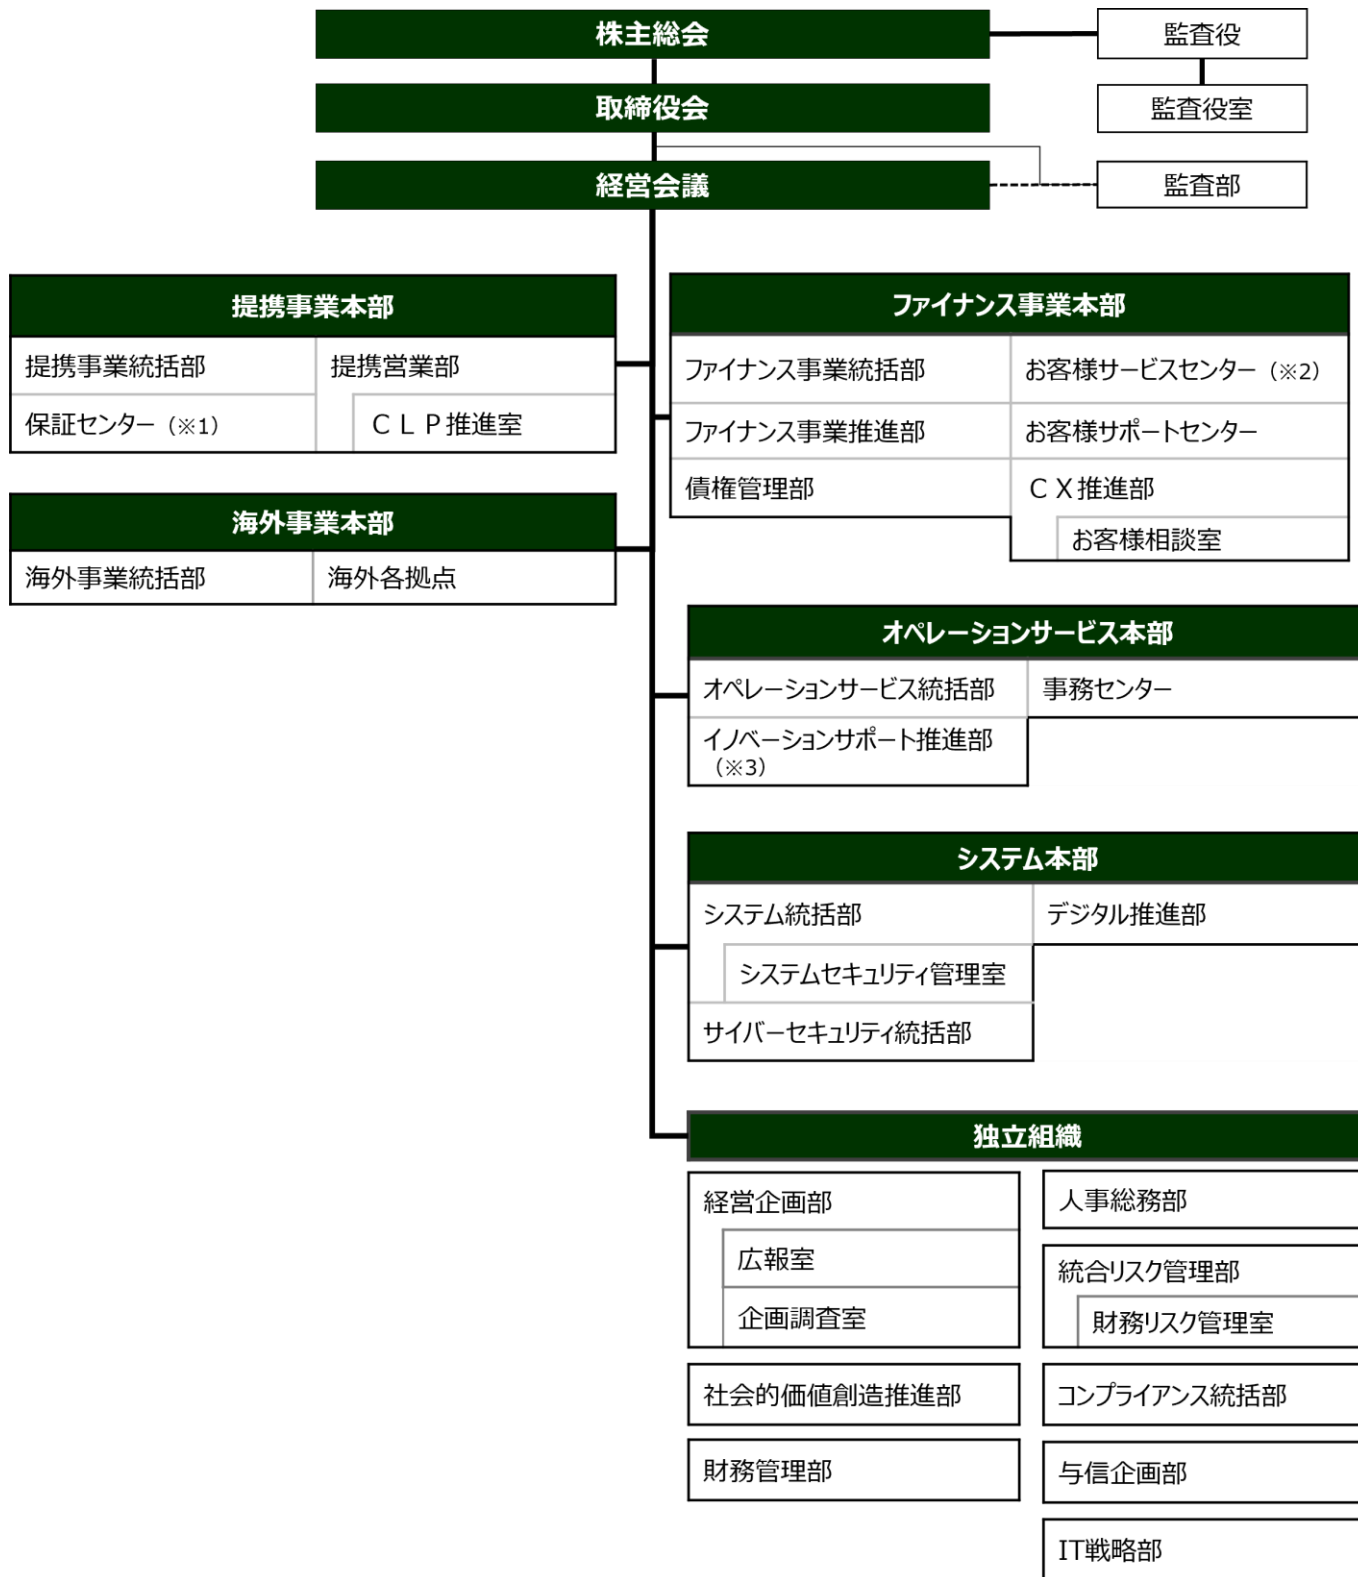 株主総会
監査役
取締役会
監査役室
経営会議
監査部
提携事業本部
提携事業統括部
提携営業部
保証センター（※1）
ＣＬＰ推進室
海外事業本部
海外事業統括部
海外各拠点
ファイナンス事業本部
ファイナンス事業統括部
お客様サービスセンター（※2）
ファイナンス事業推進部
お客様サポートセンター
債権管理部
ＣＸ推進部
お客様相談室
オペレーションサービス本部
オペレーションサービス統括部
事務センター
イノベーションサポート推進部
（※3）
システム本部
システム統括部
デジタル推進部
システムセキュリティ管理室
サイバーセキュリティ統括部
独立組織
経営企画部
人事総務部
広報室
統合リスク管理部
企画調査室
財務リスク管理室
社会的価値創造推進部
コンプライアンス統括部
財務管理部
与信企画部
IT戦略部